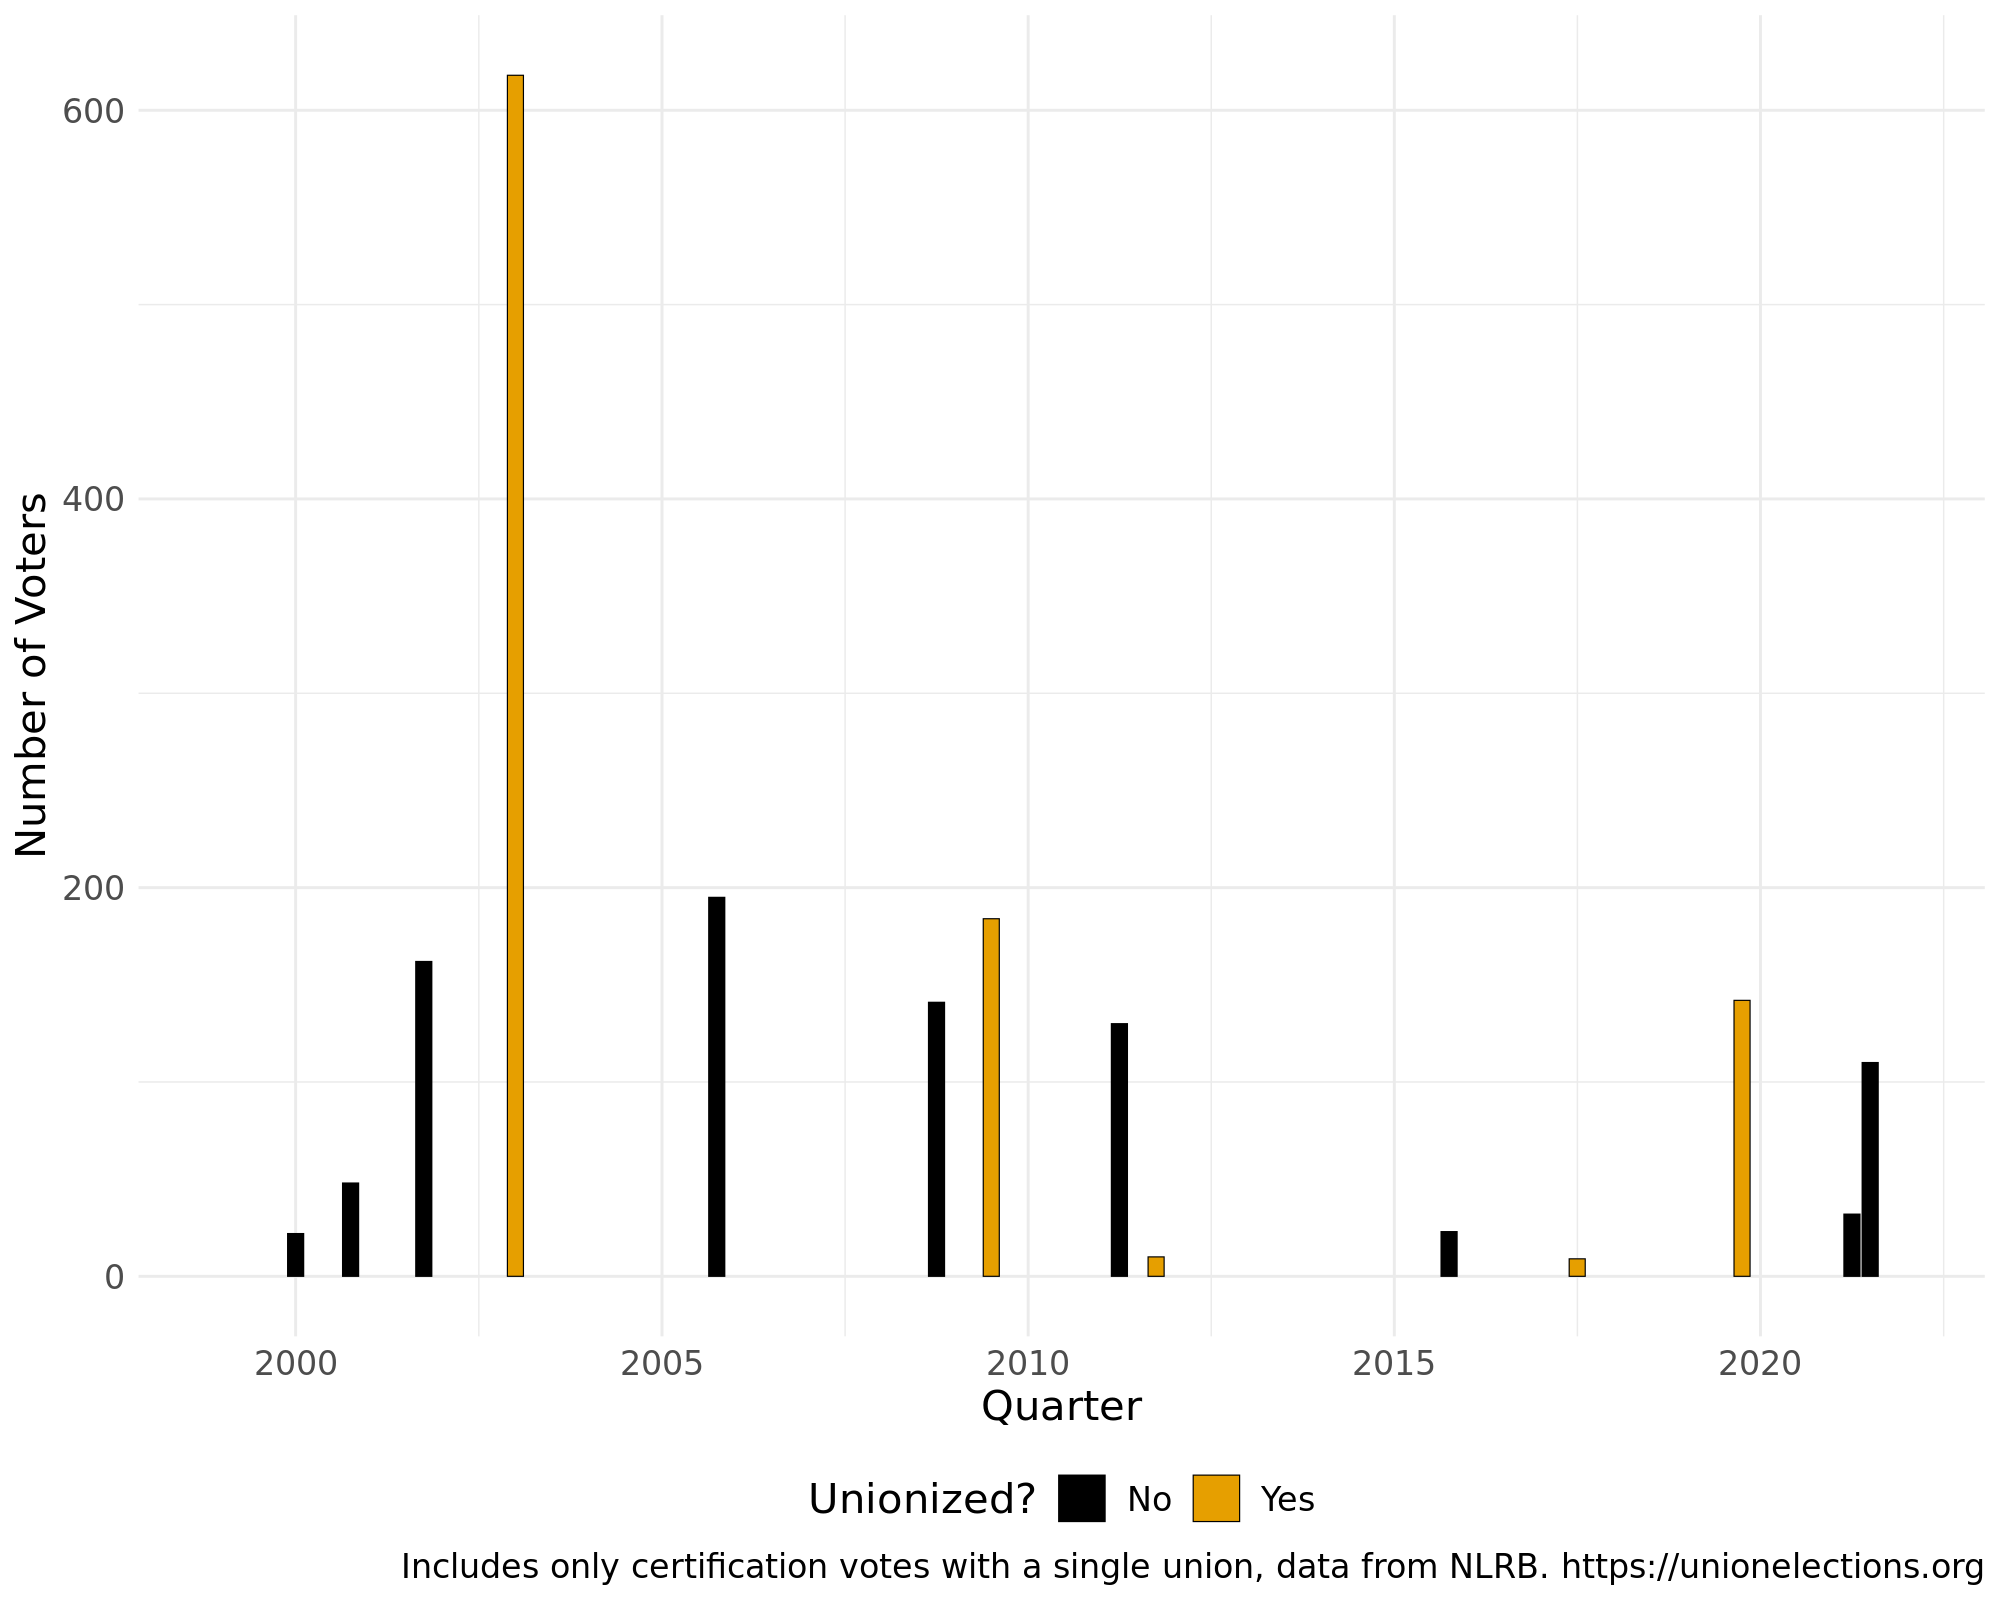 600
400
200
0
Number of Voters
2000 2005 2010 2015 2020
Quarter
Unionized? No Yes
Includes only certification votes with a single union, data from NLRB. https://unionelections.org